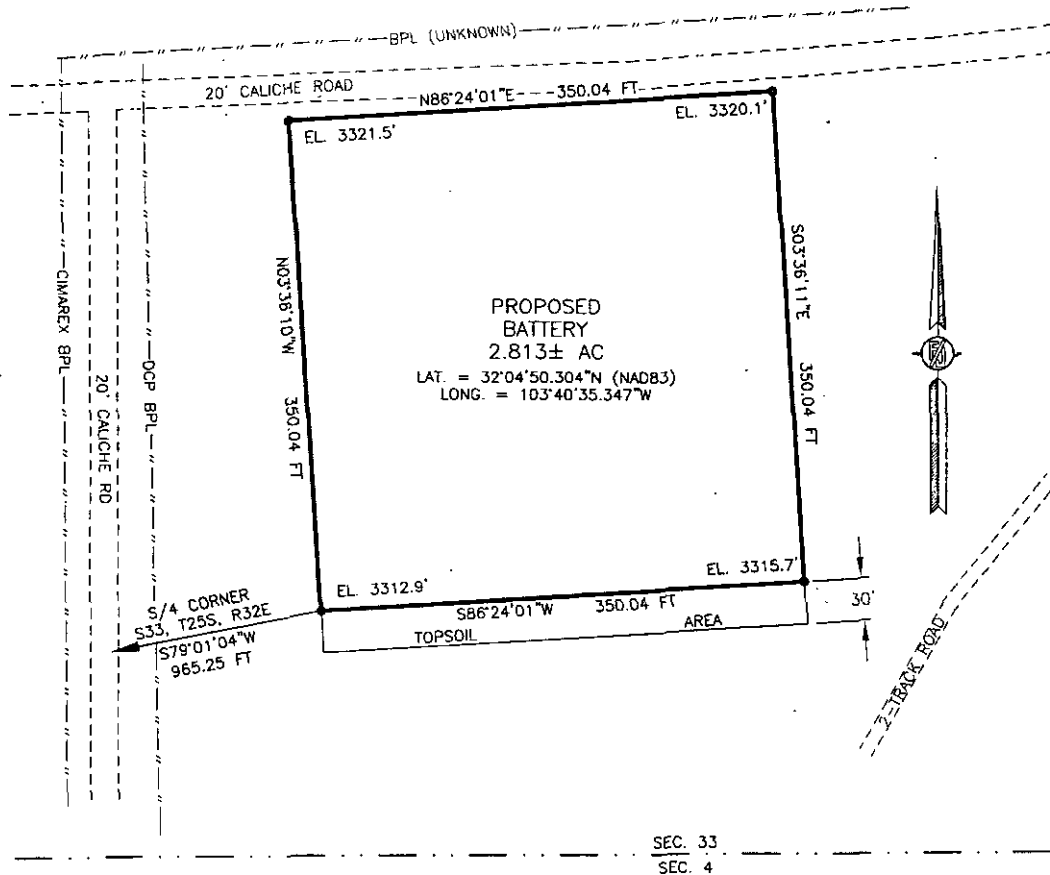 BPL (UNKNOWN)
20' CALICHE ROAD
N86°24'01"E 350.04 FT
EL. 3321.5'
EL. 3320.1'
CIMAREX BPL
20' CALICHE RD
DCP BPL
N03°36'10"W 350.04 FT
S03°36'11"E 350.04 FT
PROPOSED
BATTERY
2.813± AC
LAT. = 32°04'50.304"N (NAD83)
LONG. = 103°40'35.347"W
EL. 3312.9'
EL. 3315.7'
S86°24'01"W 350.04 FT
TOPSOIL AREA
30'
S/4 CORNER
S33, T25S, R32E
S79°01'04"W
965.25 FT
2-TRACK ROAD
SEC. 33
SEC. 4